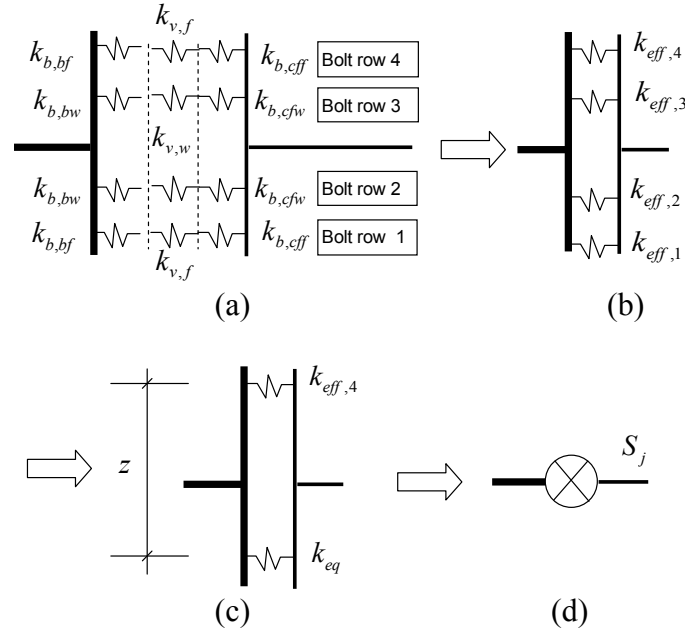 k_{v,f}
k_{b,bf} k_{b,cff} Bolt row 4 k_{eff,4}
k_{b,bw} k_{b,cfw} Bolt row 3 k_{eff,3}
k_{v,w}
k_{b,bw} k_{b,cfw} Bolt row 2 k_{eff,2}
k_{b,bf} k_{b,cff} Bolt row 1 k_{eff,1}
k_{v,f}
(a) (b)
k_{eff,4}
z S_j
k_{eq}
(c) (d)